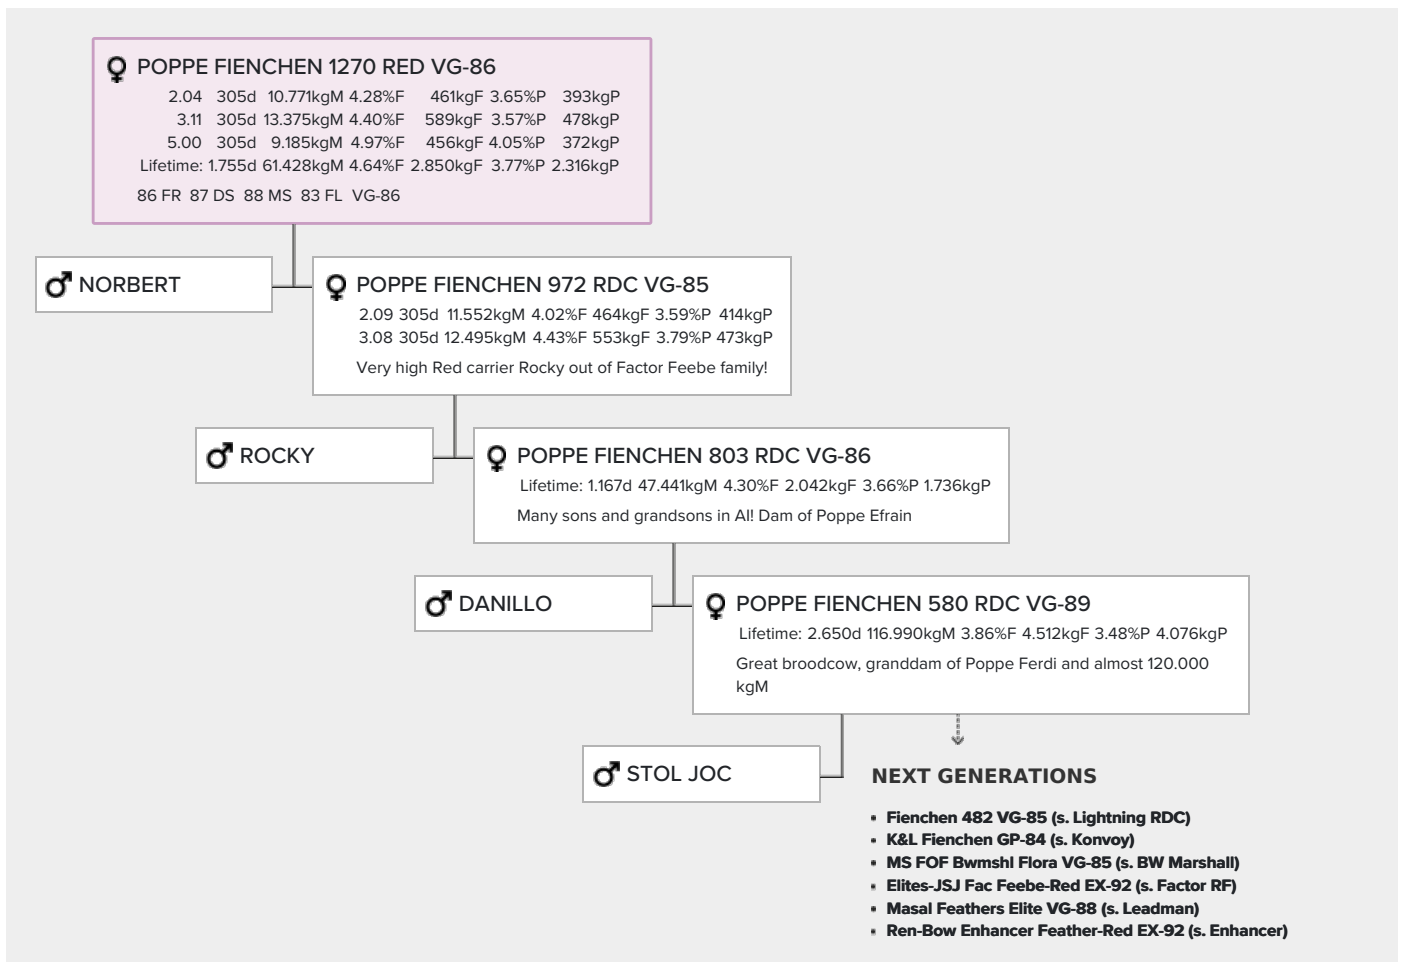 POPPE FIENCHEN 1270 RED VG-86
2.04 305d 10.771kgM 4.28%F 461kgF 3.65%P 393kgP
3.11 305d 13.375kgM 4.40%F 589kgF 3.57%P 478kgP
5.00 305d 9.185kgM 4.97%F 456kgF 4.05%P 372kgP
Lifetime: 1.755d 61.428kgM 4.64%F 2.850kgF 3.77%P 2.316kgP
86 FR 87 DS 88 MS 83 FL VG-86
NORBERT
POPPE FIENCHEN 972 RDC VG-85
2.09 305d 11.552kgM 4.02%F 464kgF 3.59%P 414kgP
3.08 305d 12.495kgM 4.43%F 553kgF 3.79%P 473kgP
Very high Red carrier Rocky out of Factor Feebe family!
ROCKY
POPPE FIENCHEN 803 RDC VG-86
Lifetime: 1.167d 47.441kgM 4.30%F 2.042kgF 3.66%P 1.736kgP
Many sons and grandsons in AI! Dam of Poppe Efrain
DANILLO
POPPE FIENCHEN 580 RDC VG-89
Lifetime: 2.650d 116.990kgM 3.86%F 4.512kgF 3.48%P 4.076kgP
Great broodcow, granddam of Poppe Ferdi and almost 120.000
kgM
STOL JOC
NEXT GENERATIONS
Fienchen 482 VG-85 (s. Lightning RDC)
K&L Fienchen GP-84 (s. Konvoy)
MS FOF Bwmshl Flora VG-85 (s. BW Marshall)
Elites-JSJ Fac Feebe-Red EX-92 (s. Factor RF)
Masal Feathers Elite VG-88 (s. Leadman)
Ren-Bow Enhancer Feather-Red EX-92 (s. Enhancer)